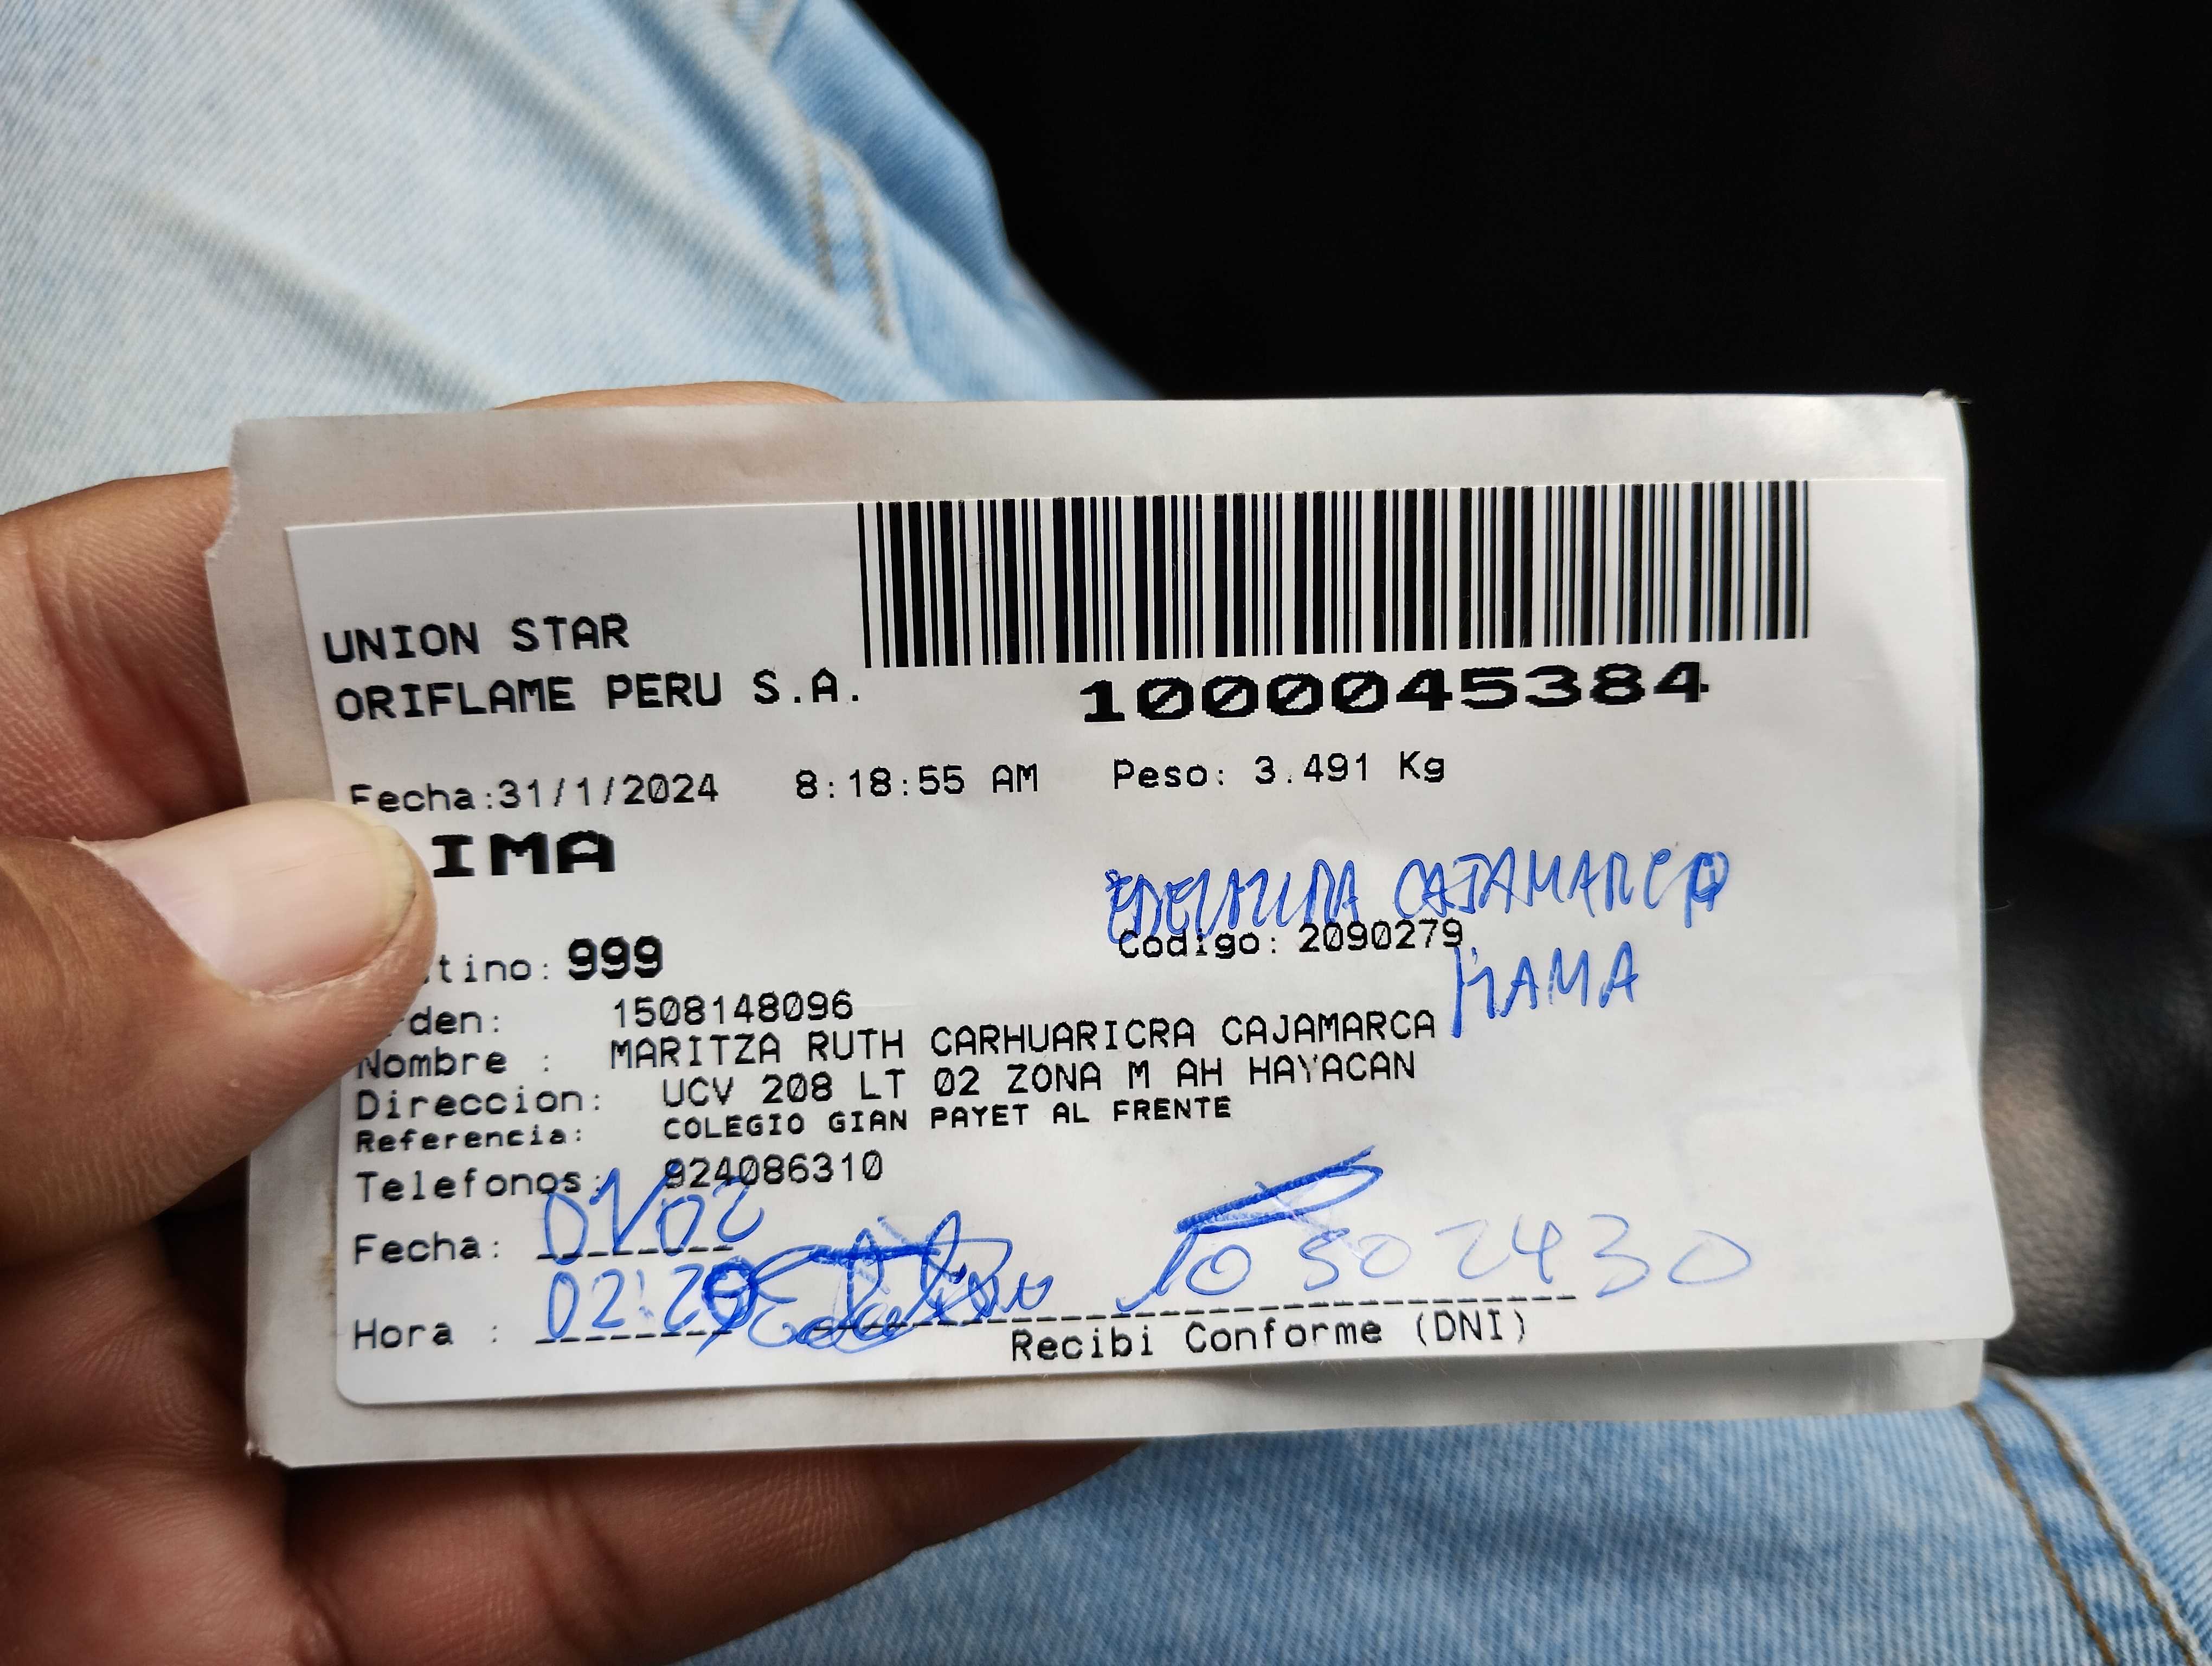 UNION STAR
ORIFLAME PERU S.A.
1000045384
Fecha:31/1/2024 8:18:55 AM Peso: 3.491 Kg
IMA
CAJAMARCA
tino: 999 Codigo: 2090279
MAMA
rden: 1508148096
Nombre : MARITZA RUTH CARHUARICRA CAJAMARCA
Direccion: UCV 208 LT 02 ZONA M AH HAYACAN
Referencia: COLEGIO GIAN PAYET AL FRENTE
Telefonos: 924086310
Fecha: 01/02
10502430
Hora : 02:20
Recibi Conforme (DNI)